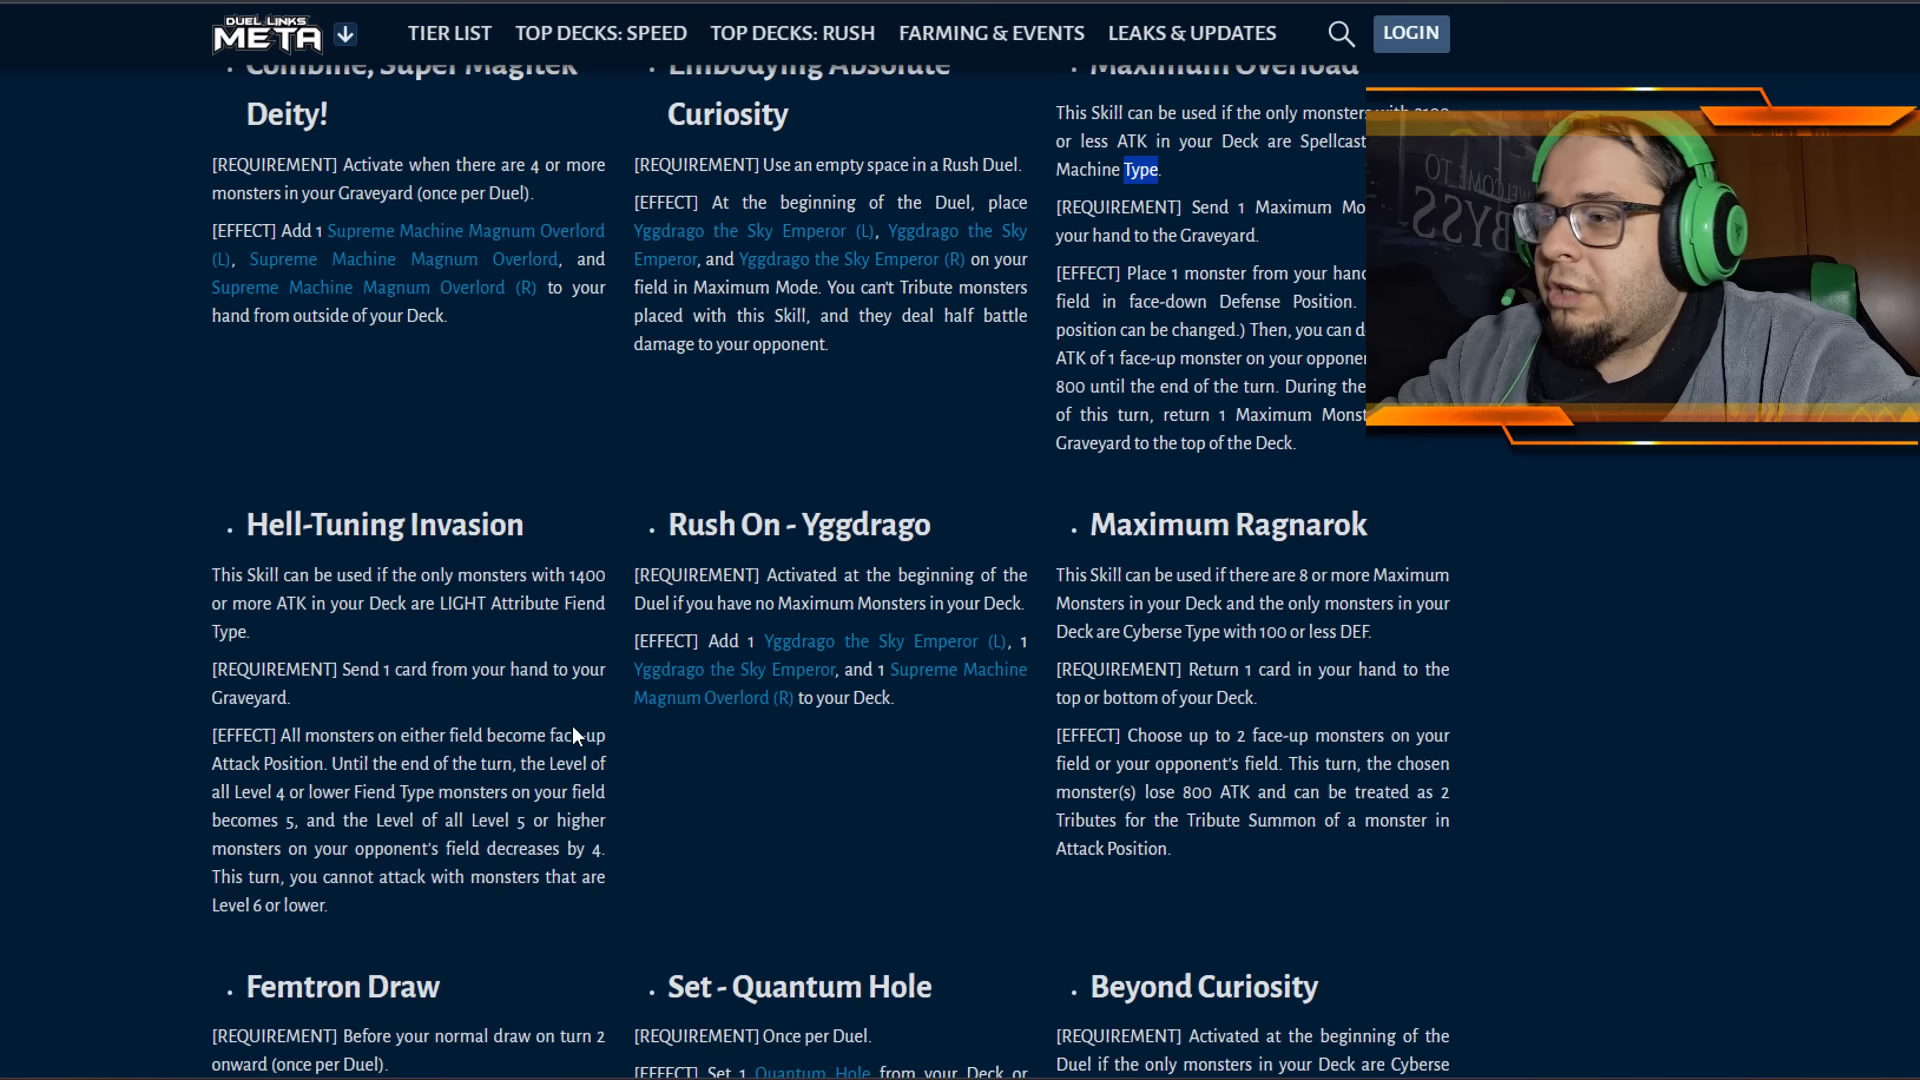 DUEL LINKS
META
TIER LIST
TOP DECKS: SPEED
TOP DECKS: RUSH
FARMING & EVENTS
LEAKS & UPDATES
LOGIN
• Combine, Super Magitek
Deity!
[REQUIREMENT] Activate when there are 4 or more
monsters in your Graveyard (once per Duel).
[EFFECT] Add 1 Supreme Machine Magnum Overlord
(L), Supreme Machine Magnum Overlord, and
Supreme Machine Magnum Overlord (R) to your
hand from outside of your Deck.
• Embodying Absolute
Curiosity
[REQUIREMENT] Use an empty space in a Rush Duel.
[EFFECT] At the beginning of the Duel, place
Yggdrago the Sky Emperor (L), Yggdrago the Sky
Emperor, and Yggdrago the Sky Emperor (R) on your
field in Maximum Mode. You can't Tribute monsters
placed with this Skill, and they deal half battle
damage to your opponent.
• Maximum Overload
This Skill can be used if the only monsters with 2100
or less ATK in your Deck are Spellcast
Machine Type.
[REQUIREMENT] Send 1 Maximum Mo
your hand to the Graveyard.
[EFFECT] Place 1 monster from your hand
field in face-down Defense Position.
position can be changed.) Then, you can d
ATK of 1 face-up monster on your oppone
800 until the end of the turn. During the
of this turn, return 1 Maximum Monst
Graveyard to the top of the Deck.
WELCOME TO
ABYSS
• Hell-Tuning Invasion
This Skill can be used if the only monsters with 1400
or more ATK in your Deck are LIGHT Attribute Fiend
Type.
[REQUIREMENT] Send 1 card from your hand to your
Graveyard.
[EFFECT] All monsters on either field become face-up
Attack Position. Until the end of the turn, the Level of
all Level 4 or lower Fiend Type monsters on your field
becomes 5, and the Level of all Level 5 or higher
monsters on your opponent's field decreases by 4.
This turn, you cannot attack with monsters that are
Level 6 or lower.
• Rush On - Yggdrago
[REQUIREMENT] Activated at the beginning of the
Duel if you have no Maximum Monsters in your Deck.
[EFFECT] Add 1 Yggdrago the Sky Emperor (L), 1
Yggdrago the Sky Emperor, and 1 Supreme Machine
Magnum Overlord (R) to your Deck.
• Maximum Ragnarok
This Skill can be used if there are 8 or more Maximum
Monsters in your Deck and the only monsters in your
Deck are Cyberse Type with 100 or less DEF.
[REQUIREMENT] Return 1 card in your hand to the
top or bottom of your Deck.
[EFFECT] Choose up to 2 face-up monsters on your
field or your opponent's field. This turn, the chosen
monster(s) lose 800 ATK and can be treated as 2
Tributes for the Tribute Summon of a monster in
Attack Position.
• Femtron Draw
[REQUIREMENT] Before your normal draw on turn 2
onward (once per Duel).
• Set - Quantum Hole
[REQUIREMENT] Once per Duel.
[EFFECT] Set 1 Quantum Hole from your Deck or
• Beyond Curiosity
[REQUIREMENT] Activated at the beginning of the
Duel if the only monsters in your Deck are Cyberse